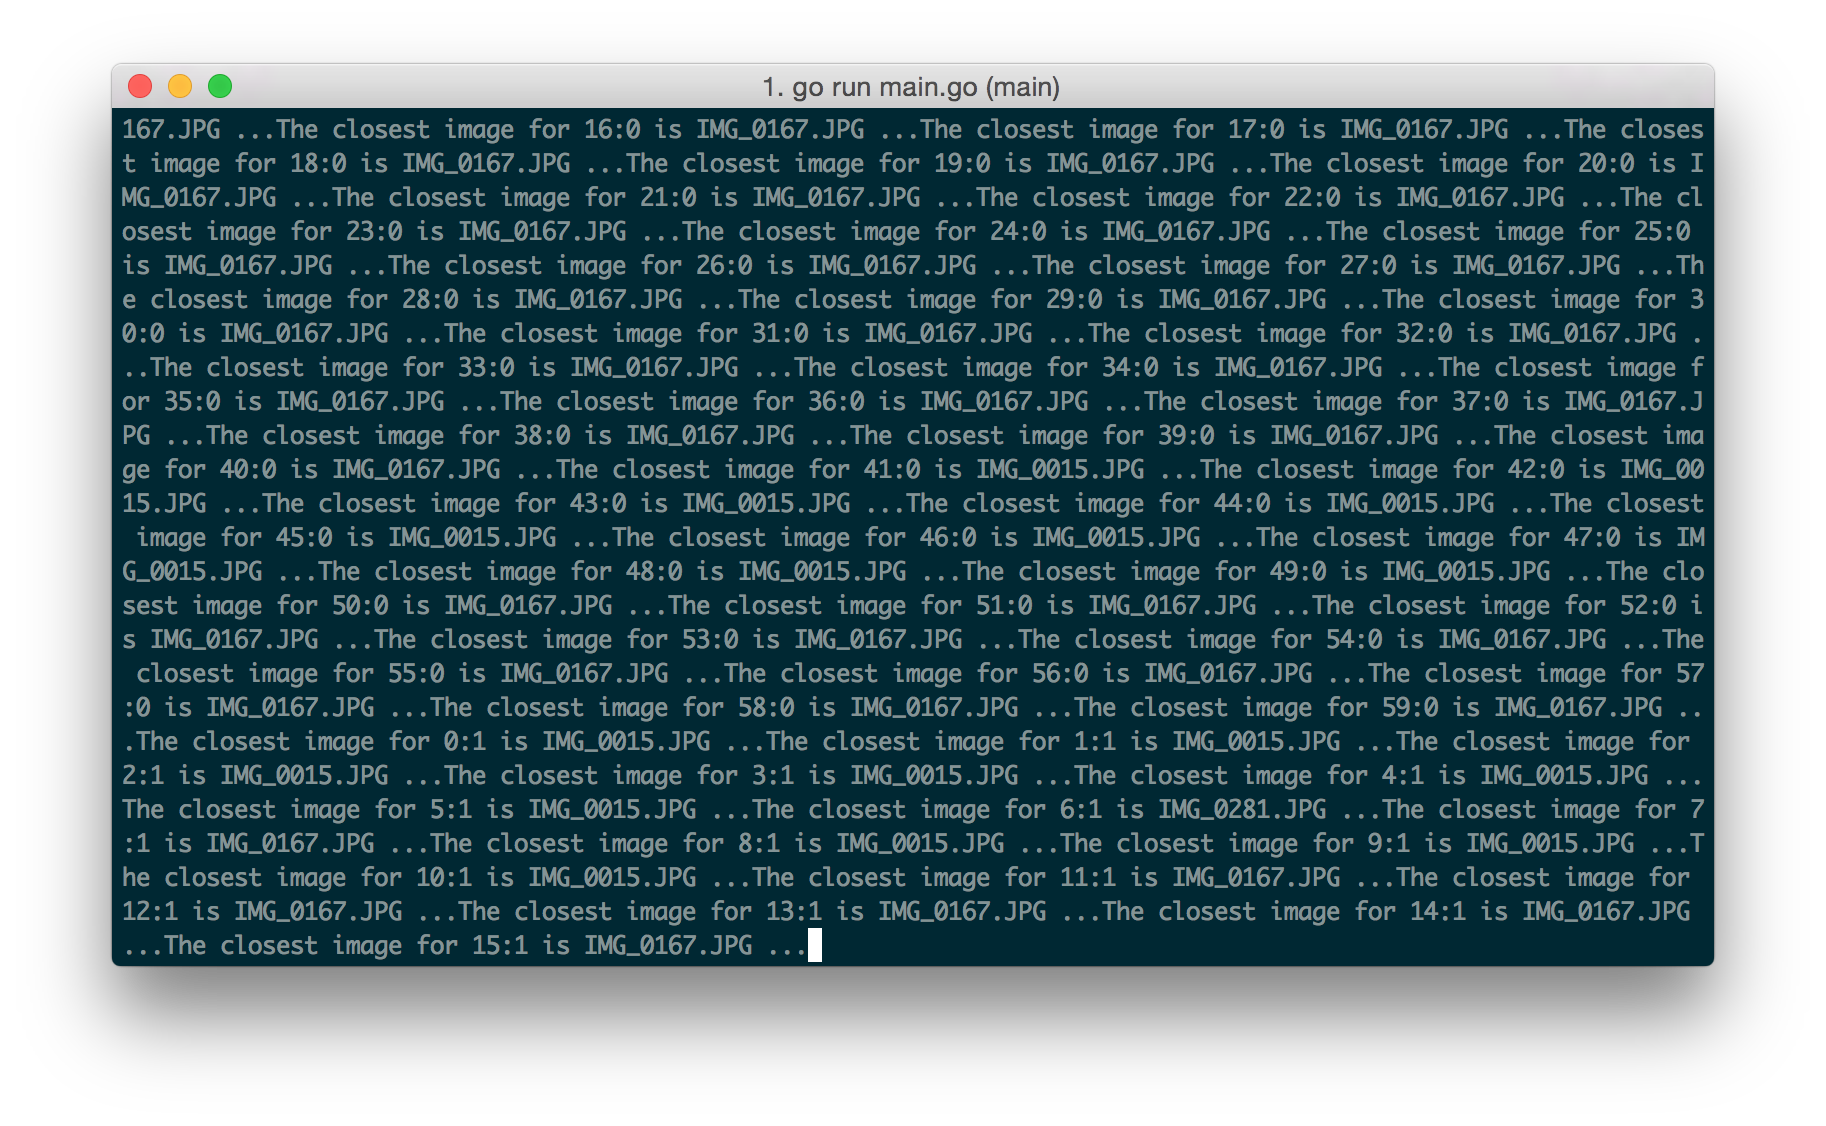 1. go run main.go (main)
167.JPG ...The closest image for 16:0 is IMG_0167.JPG ...The closest image for 17:0 is IMG_0167.JPG ...The closes
t image for 18:0 is IMG_0167.JPG ...The closest image for 19:0 is IMG_0167.JPG ...The closest image for 20:0 is I
MG_0167.JPG ...The closest image for 21:0 is IMG_0167.JPG ...The closest image for 22:0 is IMG_0167.JPG ...The cl
osest image for 23:0 is IMG_0167.JPG ...The closest image for 24:0 is IMG_0167.JPG ...The closest image for 25:0
is IMG_0167.JPG ...The closest image for 26:0 is IMG_0167.JPG ...The closest image for 27:0 is IMG_0167.JPG ...Th
e closest image for 28:0 is IMG_0167.JPG ...The closest image for 29:0 is IMG_0167.JPG ...The closest image for 3
0:0 is IMG_0167.JPG ...The closest image for 31:0 is IMG_0167.JPG ...The closest image for 32:0 is IMG_0167.JPG .
..The closest image for 33:0 is IMG_0167.JPG ...The closest image for 34:0 is IMG_0167.JPG ...The closest image f
or 35:0 is IMG_0167.JPG ...The closest image for 36:0 is IMG_0167.JPG ...The closest image for 37:0 is IMG_0167.J
PG ...The closest image for 38:0 is IMG_0167.JPG ...The closest image for 39:0 is IMG_0167.JPG ...The closest ima
ge for 40:0 is IMG_0167.JPG ...The closest image for 41:0 is IMG_0015.JPG ...The closest image for 42:0 is IMG_00
15.JPG ...The closest image for 43:0 is IMG_0015.JPG ...The closest image for 44:0 is IMG_0015.JPG ...The closest
 image for 45:0 is IMG_0015.JPG ...The closest image for 46:0 is IMG_0015.JPG ...The closest image for 47:0 is IM
G_0015.JPG ...The closest image for 48:0 is IMG_0015.JPG ...The closest image for 49:0 is IMG_0015.JPG ...The clo
sest image for 50:0 is IMG_0167.JPG ...The closest image for 51:0 is IMG_0167.JPG ...The closest image for 52:0 i
s IMG_0167.JPG ...The closest image for 53:0 is IMG_0167.JPG ...The closest image for 54:0 is IMG_0167.JPG ...The
 closest image for 55:0 is IMG_0167.JPG ...The closest image for 56:0 is IMG_0167.JPG ...The closest image for 57
:0 is IMG_0167.JPG ...The closest image for 58:0 is IMG_0167.JPG ...The closest image for 59:0 is IMG_0167.JPG ..
.The closest image for 0:1 is IMG_0015.JPG ...The closest image for 1:1 is IMG_0015.JPG ...The closest image for
2:1 is IMG_0015.JPG ...The closest image for 3:1 is IMG_0015.JPG ...The closest image for 4:1 is IMG_0015.JPG ...
The closest image for 5:1 is IMG_0015.JPG ...The closest image for 6:1 is IMG_0281.JPG ...The closest image for 7
:1 is IMG_0167.JPG ...The closest image for 8:1 is IMG_0015.JPG ...The closest image for 9:1 is IMG_0015.JPG ...T
he closest image for 10:1 is IMG_0015.JPG ...The closest image for 11:1 is IMG_0167.JPG ...The closest image for
12:1 is IMG_0167.JPG ...The closest image for 13:1 is IMG_0167.JPG ...The closest image for 14:1 is IMG_0167.JPG
...The closest image for 15:1 is IMG_0167.JPG ...